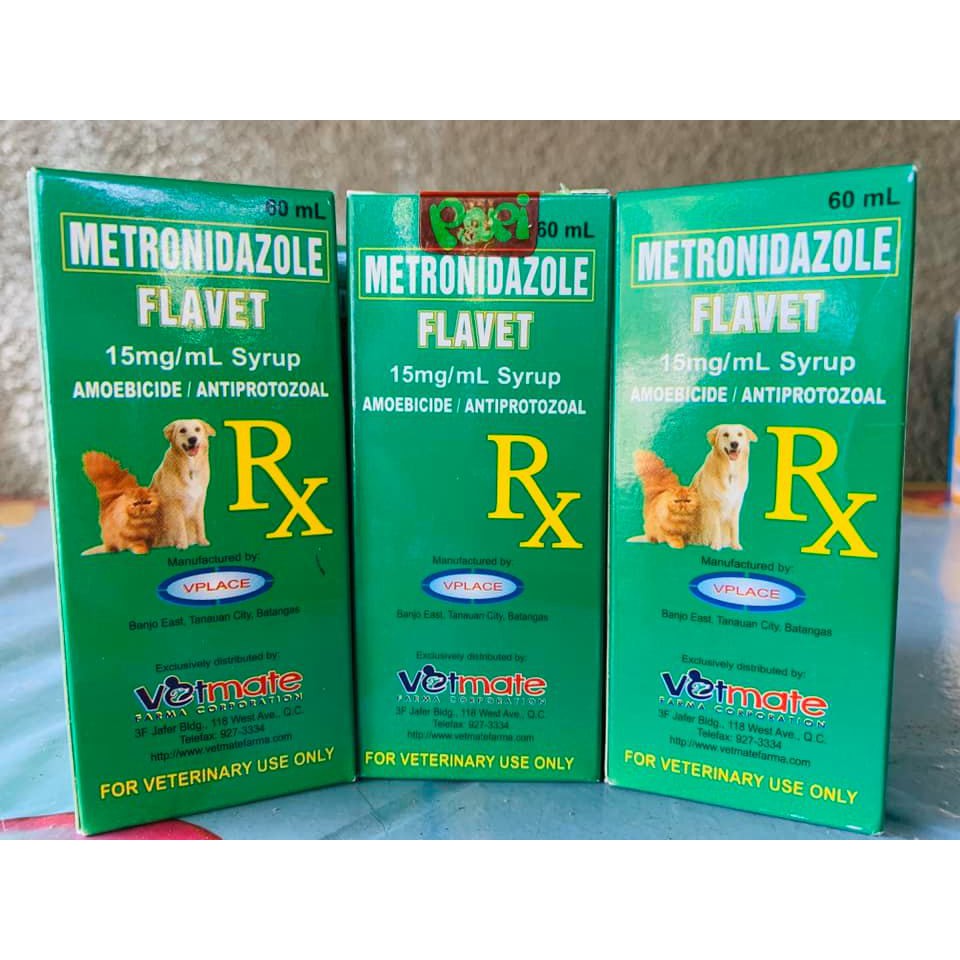 60 mL
METRONIDAZOLE
FLAVET
15mg/mL Syrup
AMOEBICIDE / ANTIPROTOZOAL
Rx
Manufactured by:
VPLACE
Banjo East, Tanauan City, Batangas
Exclusively distributed by:
Vetmate
FARMA CORPORATION
3F Jafer Bldg., 118 West Ave., Q.C.
Telefax: 927-3334
http://www.vetmatefarma.com
FOR VETERINARY USE ONLY
Papi
60 mL
METRONIDAZOLE
FLAVET
15mg/mL Syrup
AMOEBICIDE / ANTIPROTOZOAL
Rx
Manufactured by:
VPLACE
Banjo East, Tanauan City, Batangas
Exclusively distributed by:
Vetmate
FARMA CORPORATION
3F Jafer Bldg., 118 West Ave., Q.C.
Telefax: 927-3334
http://www.vetmatefarma.com
FOR VETERINARY USE ONLY
60 mL
METRONIDAZOLE
FLAVET
15mg/mL Syrup
AMOEBICIDE / ANTIPROTOZOAL
Rx
Manufactured by:
VPLACE
Banjo East, Tanauan City, Batangas
Exclusively distributed by:
Vetmate
FARMA CORPORATION
3F Jafer Bldg., 118 West Ave., Q.C.
Telefax: 927-3334
http://www.vetmatefarma.com
FOR VETERINARY USE ONLY